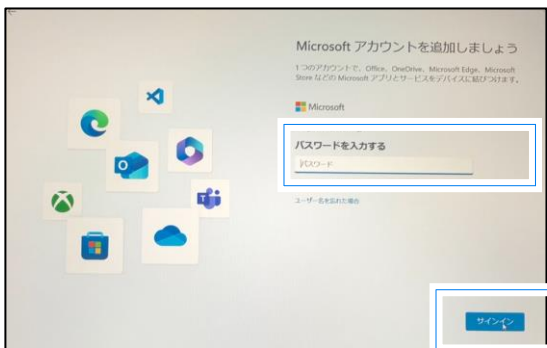 Microsoft アカウントを追加しましょう
1つのアカウントで、Office、OneDrive、Microsoft Edge、Microsoft
Store などの Microsoft アプリとサービスをデバイスに結びつけます。
Microsoft
パスワードを入力する
パスワード
ユーザー名を忘れた場合
サインイン